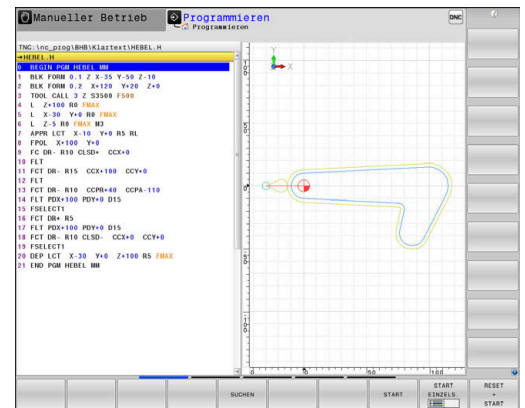 Manueller Betrieb
Programmieren
Programmieren
DNC
TNC:\nc_prog\BHB\Klartext\HEBEL.H
→HEBEL.H
0 BEGIN PGM HEBEL MM
1 BLK FORM 0.1 Z X-35 Y-50 Z-10
2 BLK FORM 0.2 X+120 Y+20 Z+0
3 TOOL CALL 3 Z S3500 F500
4 L Z+100 R0 FMAX
5 L X-30 Y+0 R0 FMAX
6 L Z-5 R0 FMAX M3
7 APPR LCT X-10 Y+0 R5 RL
8 FPOL X+100 Y+0
9 FC DR- R10 CLSD+ CCX+0
10 FLT
11 FCT DR- R15 CCX+100 CCY+0
12 FLT
13 FCT DR- R10 CCPR+40 CCPA-110
14 FLT PDX+100 PDY+0 D15
15 FSELECT1
16 FCT DR+ R5
17 FLT PDX+100 PDY+0 D15
18 FCT DR- R10 CLSD- CCX+0 CCY+0
19 FSELECT1
20 DEP LCT X-30 Y+0 Z+100 R5 FMAX
21 END PGM HEBEL MM
Y
X
0
0
50
100
SUCHEN
START
START EINZELS.
RESET + START